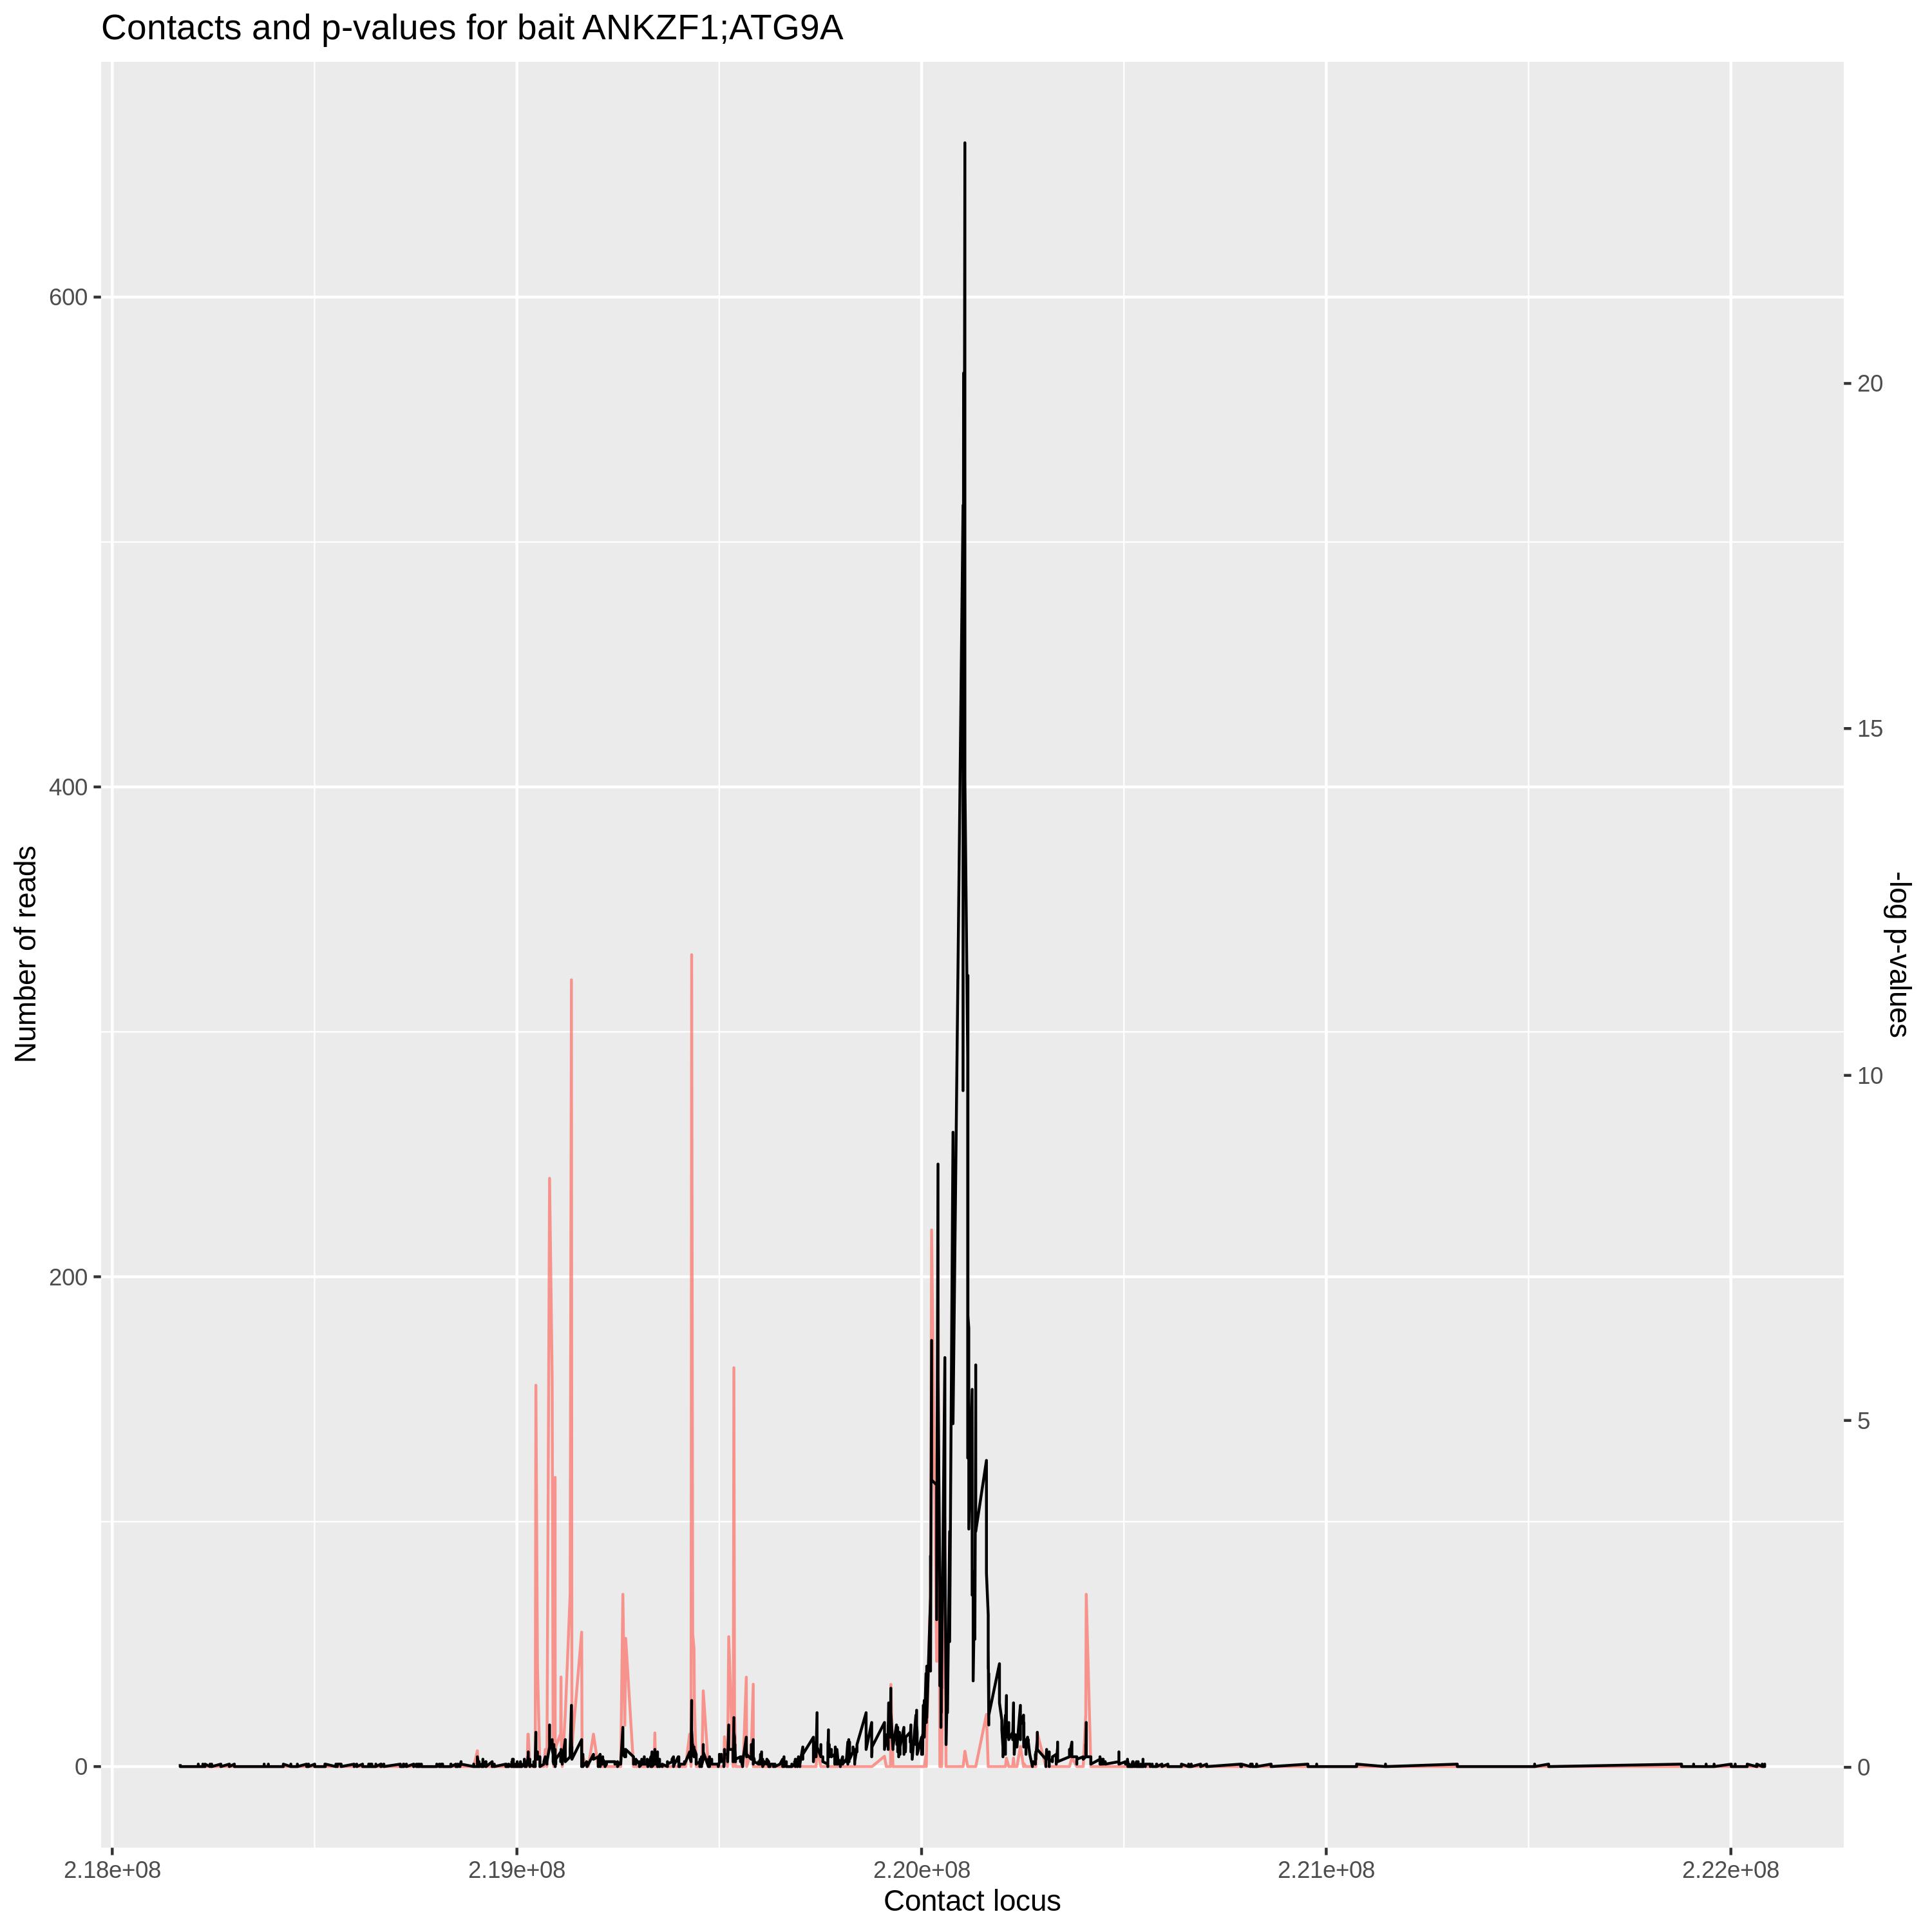 Contacts and p-values for bait ANKZF1;ATG9A
600
400
200
0
Number of reads
20
15
10
5
0
-log p-values
2.18e+08
2.19e+08
2.20e+08
2.21e+08
2.22e+08
Contact locus